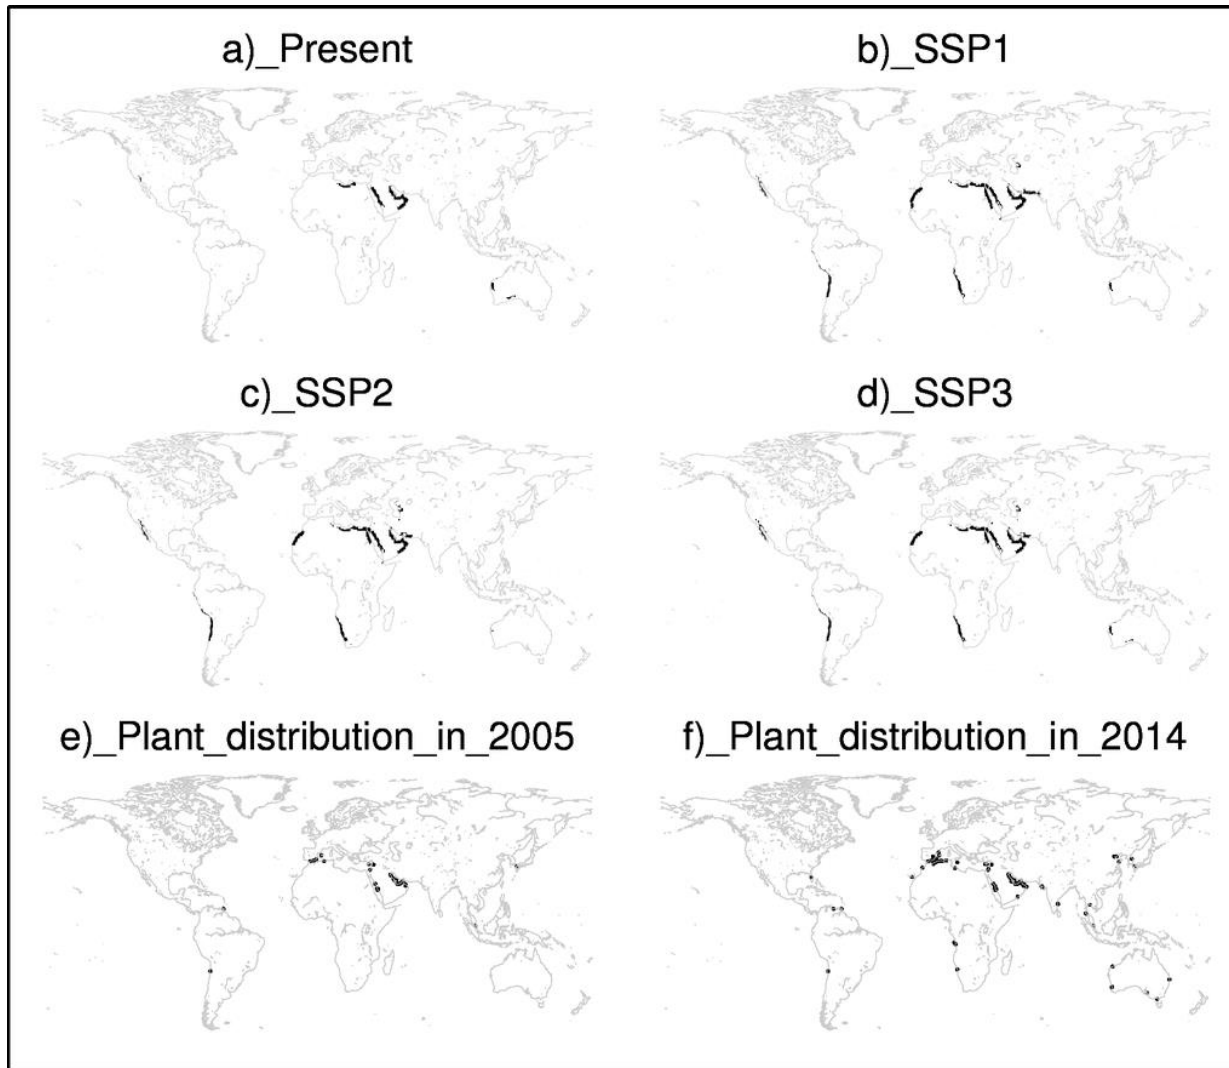 a)_Present
b)_SSP1
c)_SSP2
d)_SSP3
e)_Plant_distribution_in_2005
f)_Plant_distribution_in_2014